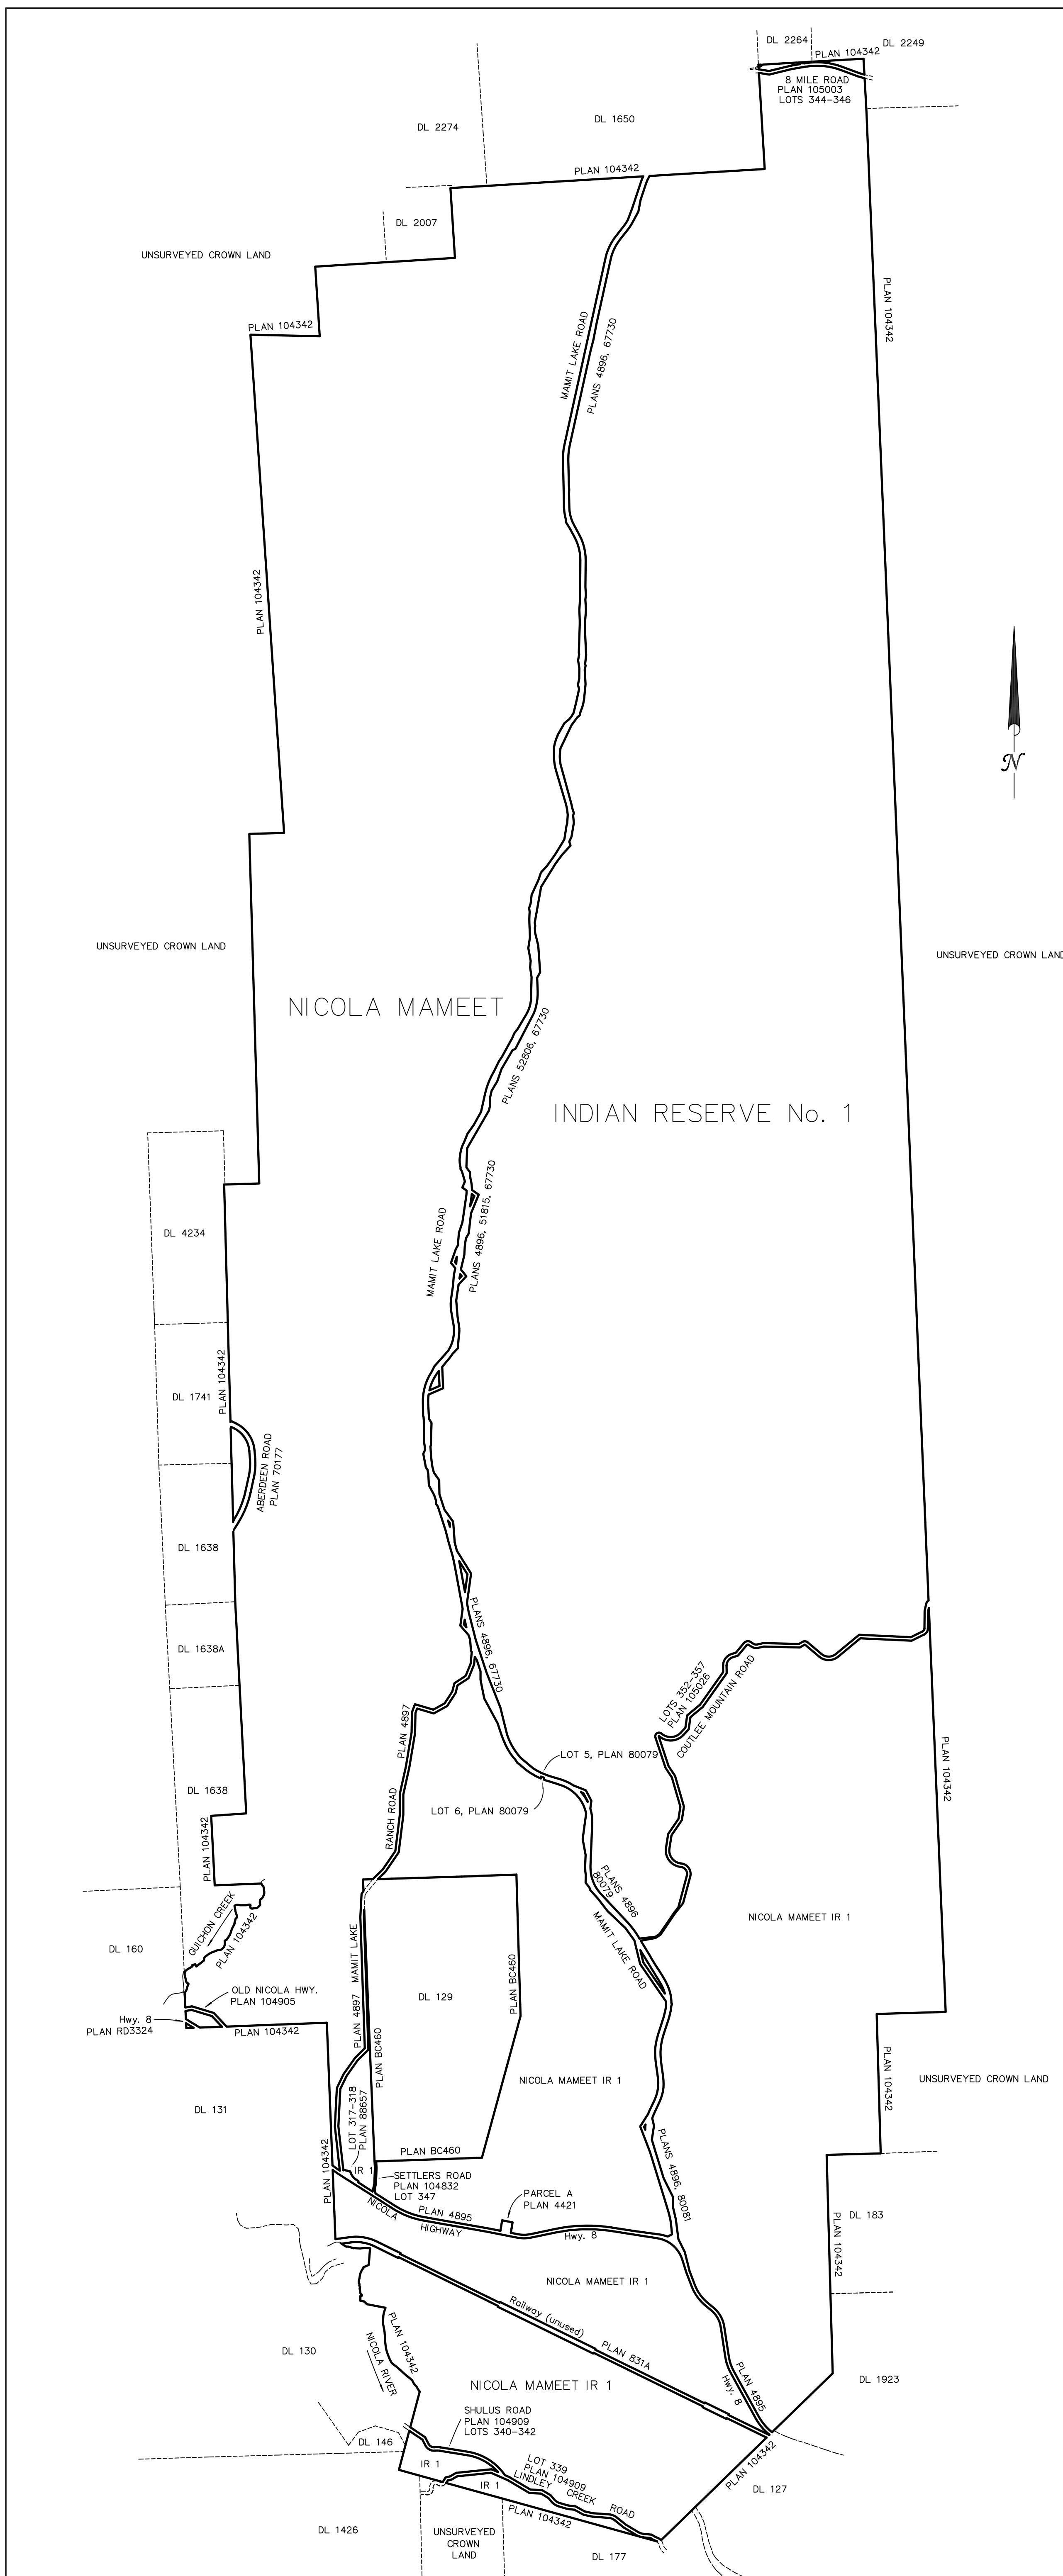 DL 2264
PLAN 104342
DL 2249
8 MILE ROAD
PLAN 105003
LOTS 344-346
DL 2274
DL 1650
PLAN 104342
DL 2007
UNSURVEYED CROWN LAND
PLAN 104342
PLAN 104342
MAMIT LAKE ROAD
PLANS 4896, 67730
PLAN 104342
N
UNSURVEYED CROWN LAND
UNSURVEYED CROWN LAND
NICOLA MAMEET
PLANS 52806, 67730
INDIAN RESERVE No. 1
PLANS 4896, 51815, 67730
MAMIT LAKE ROAD
DL 4234
PLAN 104342
DL 1741
ABERDEEN ROAD
PLAN 70177
DL 1638
PLANS 4896, 67730
DL 1638A
LOTS 352-357
PLAN 105026
COUTLEE MOUNTAIN ROAD
PLAN 4897
LOT 5, PLAN 80079
PLAN 104342
DL 1638
LOT 6, PLAN 80079
RANCH ROAD
PLAN 104342
PLANS 4896
80079
MAMIT LAKE ROAD
NICOLA MAMEET IR 1
GUICHON CREEK
PLAN 104342
DL 160
MAMIT LAKE
PLAN 4897
DL 129
PLAN BC460
OLD NICOLA HWY.
PLAN 104905
Hwy. 8
PLAN RD3324
PLAN 104342
PLAN BC460
NICOLA MAMEET IR 1
PLAN 104342
UNSURVEYED CROWN LAND
DL 131
LOT 317-318
PLAN 88657
PLAN 104342
PLAN BC460
IR 1
SETTLERS ROAD
PLAN 104832
LOT 347
PLANS 4896, 80081
PARCEL A
PLAN 4421
NICOLA
PLAN 4895
HIGHWAY
Hwy. 8
DL 183
PLAN 104342
NICOLA MAMEET IR 1
Railway (unused)
PLAN 831A
PLAN 104342
NICOLA RIVER
DL 130
PLAN 4895
Hwy. 8
DL 1923
NICOLA MAMEET IR 1
SHULUS ROAD
PLAN 104909
LOTS 340-342
DL 146
IR 1
IR 1
LOT 339
PLAN 104909
LINDLEY CREEK ROAD
PLAN 104342
PLAN 104342
DL 127
DL 1426
UNSURVEYED
CROWN
LAND
DL 177